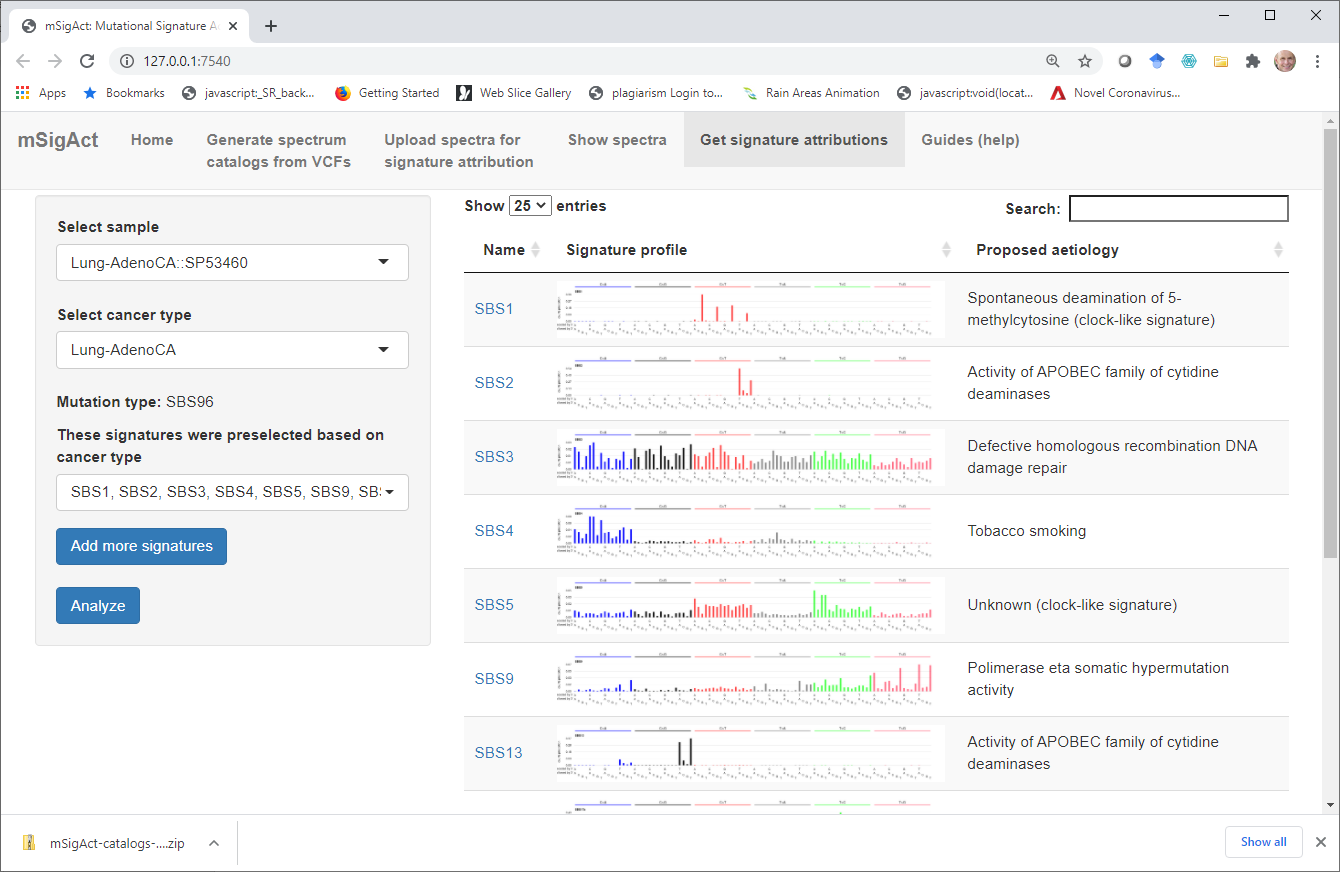 mSigAct: Mutational Signature A
127.0.0.1:7540
Apps
Bookmarks
javascript:_SR_back...
Getting Started
Web Slice Gallery
plagiarism Login to...
Rain Areas Animation
javascript:void(locat...
Novel Coronavirus...
mSigAct
Home
Generate spectrum
catalogs from VCFs
Upload spectra for
signature attribution
Show spectra
Get signature attributions
Guides (help)
Select sample
Lung-AdenoCA::SP53460
Select cancer type
Lung-AdenoCA
Mutation type: SBS96
These signatures were preselected based on
cancer type
SBS1, SBS2, SBS3, SBS4, SBS5, SBS9, SB
Add more signatures
Analyze
Show 25 entries
Search:
Name
Signature profile
Proposed aetiology
SBS1
Spontaneous deamination of 5-
methylcytosine (clock-like signature)
SBS2
Activity of APOBEC family of cytidine
deaminases
SBS3
Defective homologous recombination DNA
damage repair
SBS4
Tobacco smoking
SBS5
Unknown (clock-like signature)
SBS9
Polimerase eta somatic hypermutation
activity
SBS13
Activity of APOBEC family of cytidine
deaminases
mSigAct-catalogs-....zip
Show all